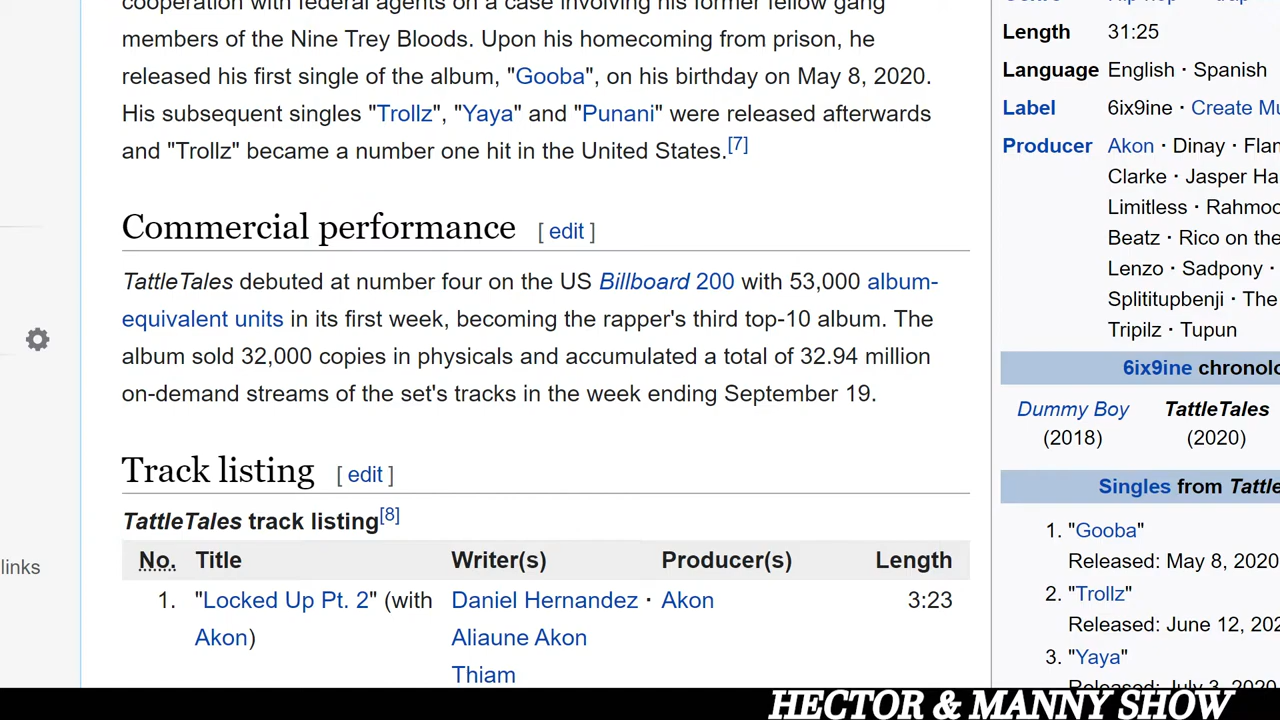 cooperation with federal agents on a case involving his former fellow gang
members of the Nine Trey Bloods. Upon his homecoming from prison, he
released his first single of the album, "Gooba", on his birthday on May 8, 2020.
His subsequent singles "Trollz", "Yaya" and "Punani" were released afterwards
and "Trollz" became a number one hit in the United States.[7]
Commercial performance [ edit ]
TattleTales debuted at number four on the US Billboard 200 with 53,000 album-
equivalent units in its first week, becoming the rapper's third top-10 album. The
album sold 32,000 copies in physicals and accumulated a total of 32.94 million
on-demand streams of the set's tracks in the week ending September 19.
Track listing [ edit ]
TattleTales track listing[8]
No. Title Writer(s) Producer(s) Length
1. "Locked Up Pt. 2" (with Daniel Hernandez · Akon 3:23
Akon) Aliaune Akon
Thiam
links
Length 31:25
Language English · Spanish
Label 6ix9ine · Create
Producer Akon · Dinay ·
Clarke · Jasper
Limitless ·
Beatz · Rico on the
Lenzo · Sadpony ·
Splititupbenji · The
Tripilz · Tupun
6ix9ine
Dummy Boy TattleTales
(2018) (2020)
Singles from
1. "Gooba"
Released: May 8, 2020
2. "Trollz"
Released: June 12,
3. "Yaya"
Released: July 3, 2020
HECTOR & MANNY SHOW